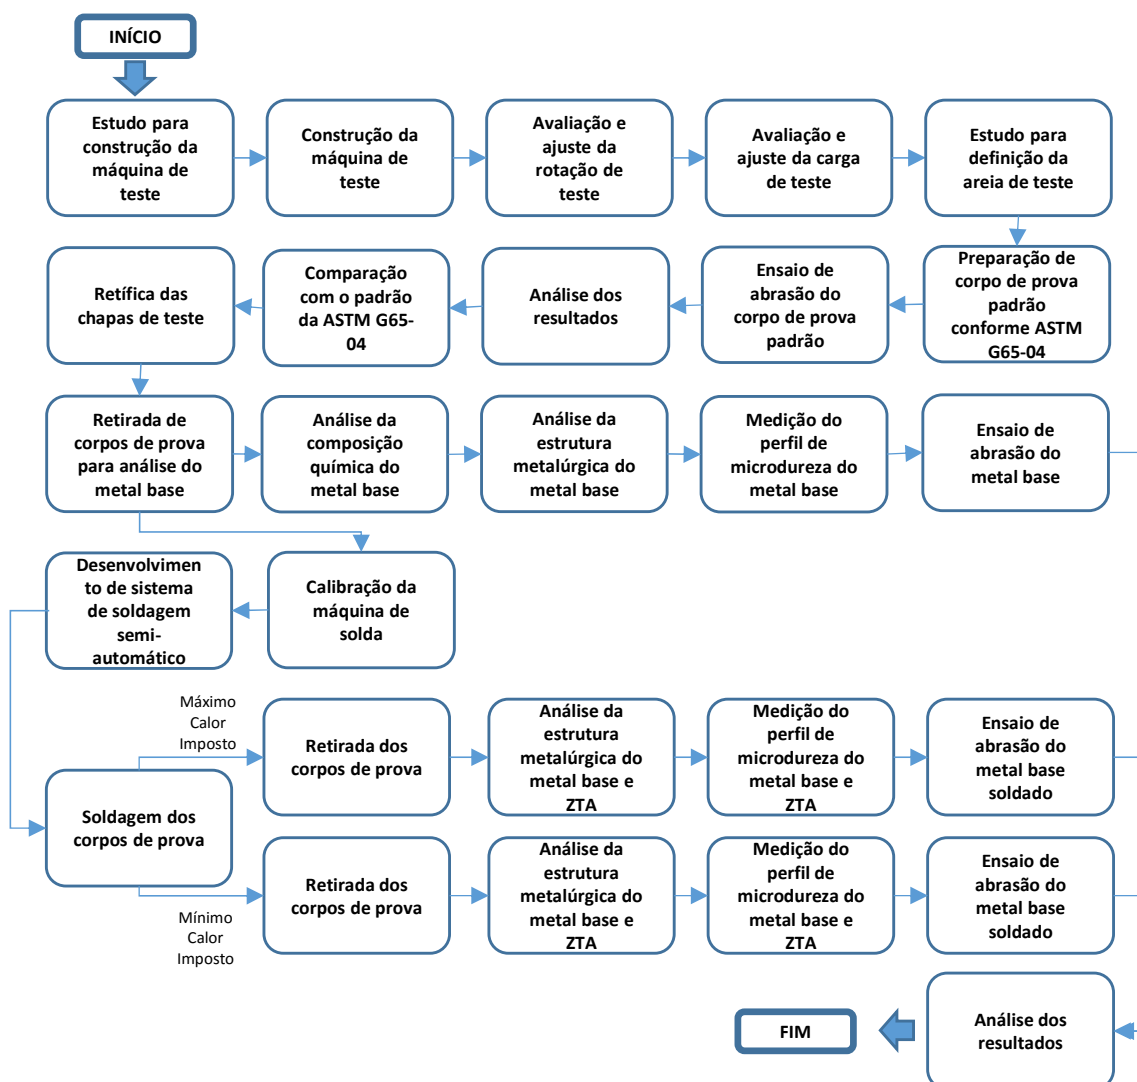 INÍCIO
Estudo para
construção da
máquina de
teste
Construção da
máquina de
teste
Avaliação e
ajuste da
rotação de
teste
Avaliação e
ajuste da carga
de teste
Estudo para
definição da
areia de teste
Retífica das
chapas de teste
Comparação
com o padrão
da ASTM G65-
04
Análise dos
resultados
Ensaio de
abrasão do
corpo de prova
padrão
Preparação de
corpo de prova
padrão
conforme ASTM
G65-04
Retirada de
corpos de prova
para análise do
metal base
Análise da
composição
química do
metal base
Análise da
estrutura
metalúrgica do
metal base
Medição do
perfil de
microdureza do
metal base
Ensaio de
abrasão do
metal base
Desenvolvimen
to de sistema
de soldagem
semi-
automático
Calibração da
máquina de
solda
Máximo
Calor
Imposto
Retirada dos
corpos de prova
Análise da
estrutura
metalúrgica do
metal base e
ZTA
Medição do
perfil de
microdureza do
metal base e
ZTA
Ensaio de
abrasão do
metal base
soldado
Soldagem dos
corpos de prova
Mínimo
Calor
Imposto
Retirada dos
corpos de prova
Análise da
estrutura
metalúrgica do
metal base e
ZTA
Medição do
perfil de
microdureza do
metal base e
ZTA
Ensaio de
abrasão do
metal base
soldado
FIM
Análise dos
resultados